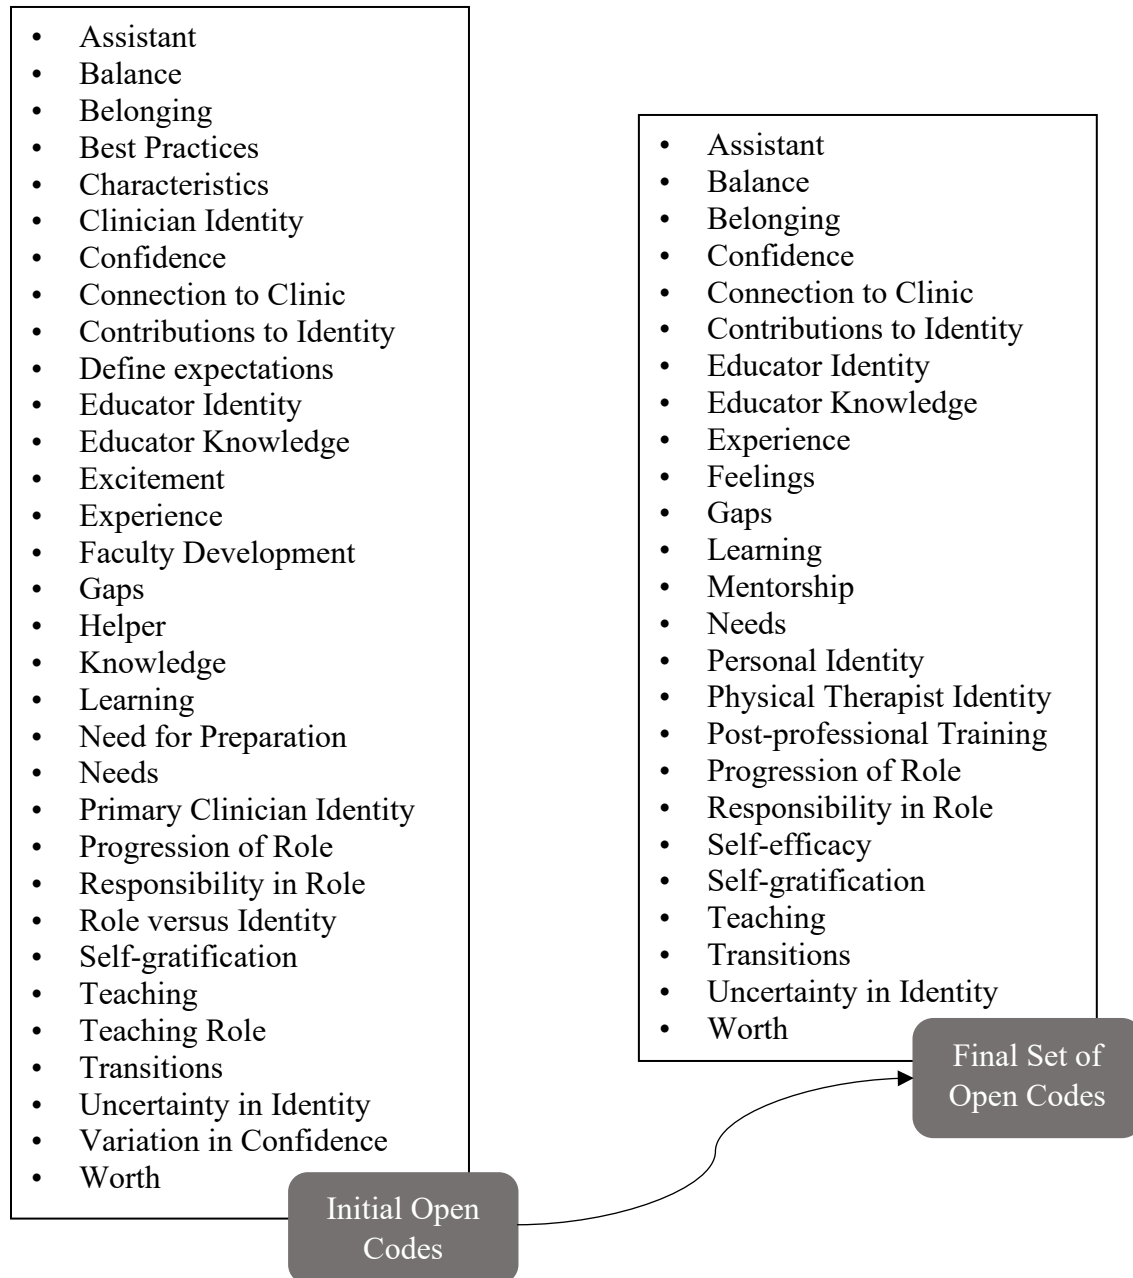 • Assistant
• Balance
• Belonging
• Best Practices
• Characteristics
• Clinician Identity
• Confidence
• Connection to Clinic
• Contributions to Identity
• Define expectations
• Educator Identity
• Educator Knowledge
• Excitement
• Experience
• Faculty Development
• Gaps
• Helper
• Knowledge
• Learning
• Need for Preparation
• Needs
• Primary Clinician Identity
• Progression of Role
• Responsibility in Role
• Role versus Identity
• Self-gratification
• Teaching
• Teaching Role
• Transitions
• Uncertainty in Identity
• Variation in Confidence
• Worth
Initial Open
Codes
• Assistant
• Balance
• Belonging
• Confidence
• Connection to Clinic
• Contributions to Identity
• Educator Identity
• Educator Knowledge
• Experience
• Feelings
• Gaps
• Learning
• Mentorship
• Needs
• Personal Identity
• Physical Therapist Identity
• Post-professional Training
• Progression of Role
• Responsibility in Role
• Self-efficacy
• Self-gratification
• Teaching
• Transitions
• Uncertainty in Identity
• Worth
Final Set of
Open Codes